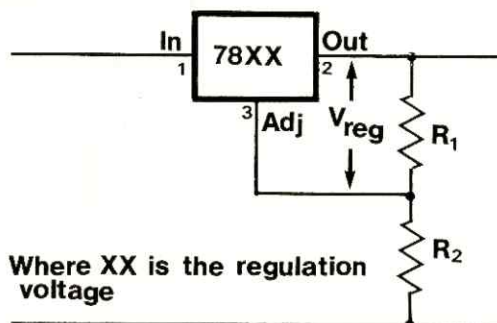 In 78XX Out
1 2
3 Adj Vreg R1
R2
Where XX is the regulation
voltage